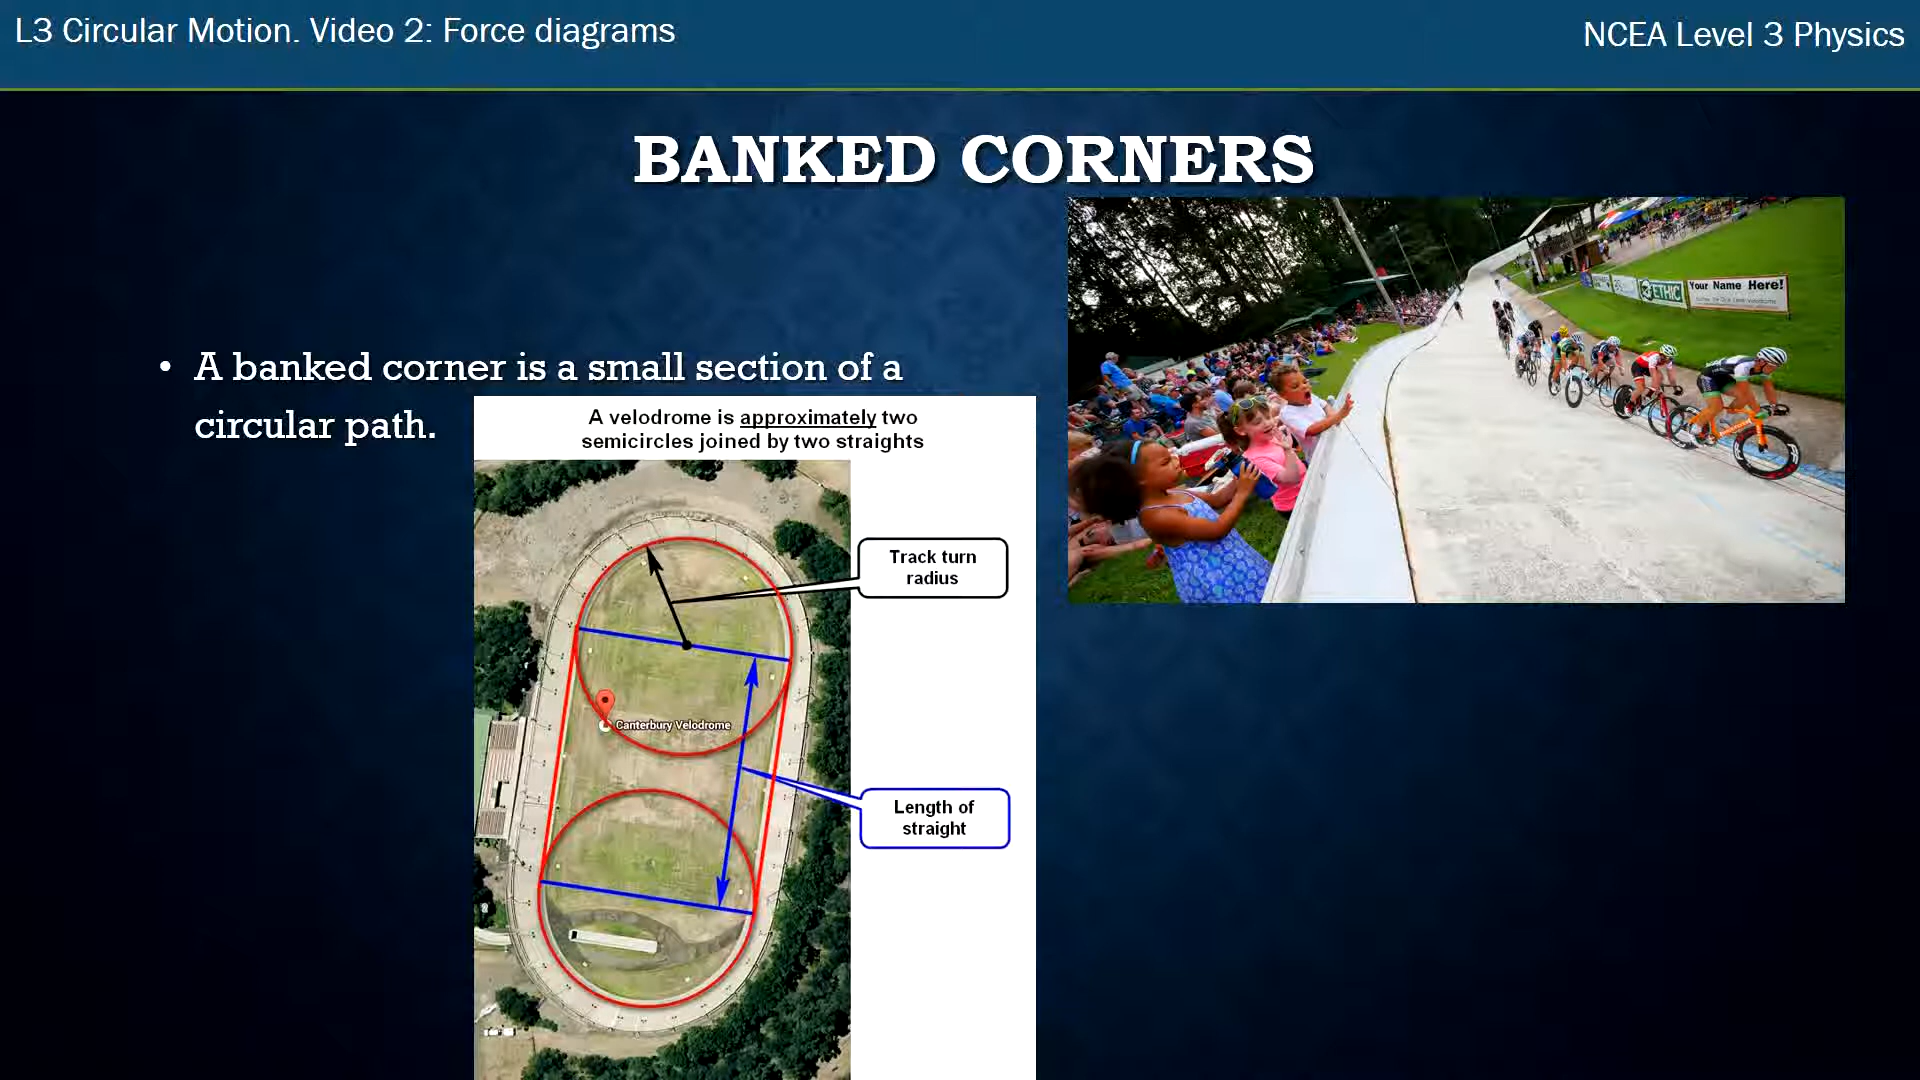 L3 Circular Motion. Video 2: Force diagrams
NCEA Level 3 Physics
BANKED CORNERS
• A banked corner is a small section of a
circular path.
A velodrome is approximately two
semicircles joined by two straights
Track turn
radius
Canterbury Velodrome
Length of
straight
ETHIC
Your Name Here!